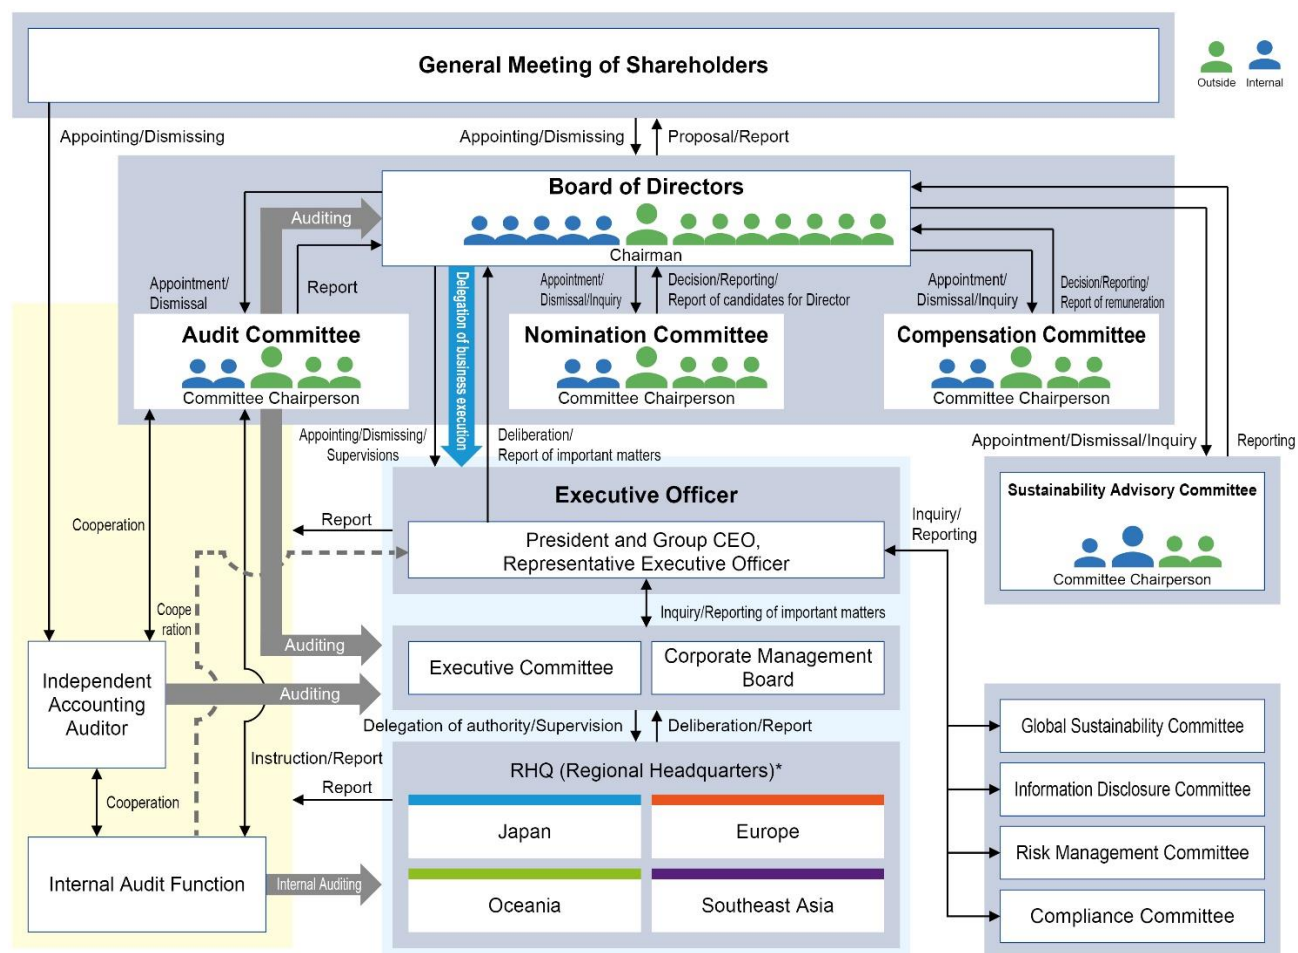 General Meeting of Shareholders
Outside
Internal
Appointing/Dismissing
Appointing/Dismissing
Proposal/Report
Board of Directors
Chairman
Auditing
Appointment/
Dismissal
Report
Delegation of business execution
Appointment/
Dismissal/Inquiry
Decision/Reporting/
Report of candidates for Director
Appointment/
Dismissal/Inquiry
Decision/Reporting/
Report of remuneration
Audit Committee
Committee Chairperson
Nomination Committee
Committee Chairperson
Compensation Committee
Committee Chairperson
Appointing/Dismissing/
Supervisions
Deliberation/
Report of important matters
Appointment/Dismissal/Inquiry
Reporting
Executive Officer
Sustainability Advisory Committee
Committee Chairperson
Cooperation
Report
President and Group CEO,
Representative Executive Officer
Inquiry/
Reporting
Coope
ration
Inquiry/Reporting of important matters
Auditing
Executive Committee
Corporate Management
Board
Independent
Accounting
Auditor
Auditing
Delegation of authority/Supervision
Deliberation/Report
Global Sustainability Committee
Instruction/Report
RHQ (Regional Headquarters)*
Report
Cooperation
Information Disclosure Committee
Japan
Europe
Risk Management Committee
Internal Audit Function
Internal Auditing
Oceania
Southeast Asia
Compliance Committee